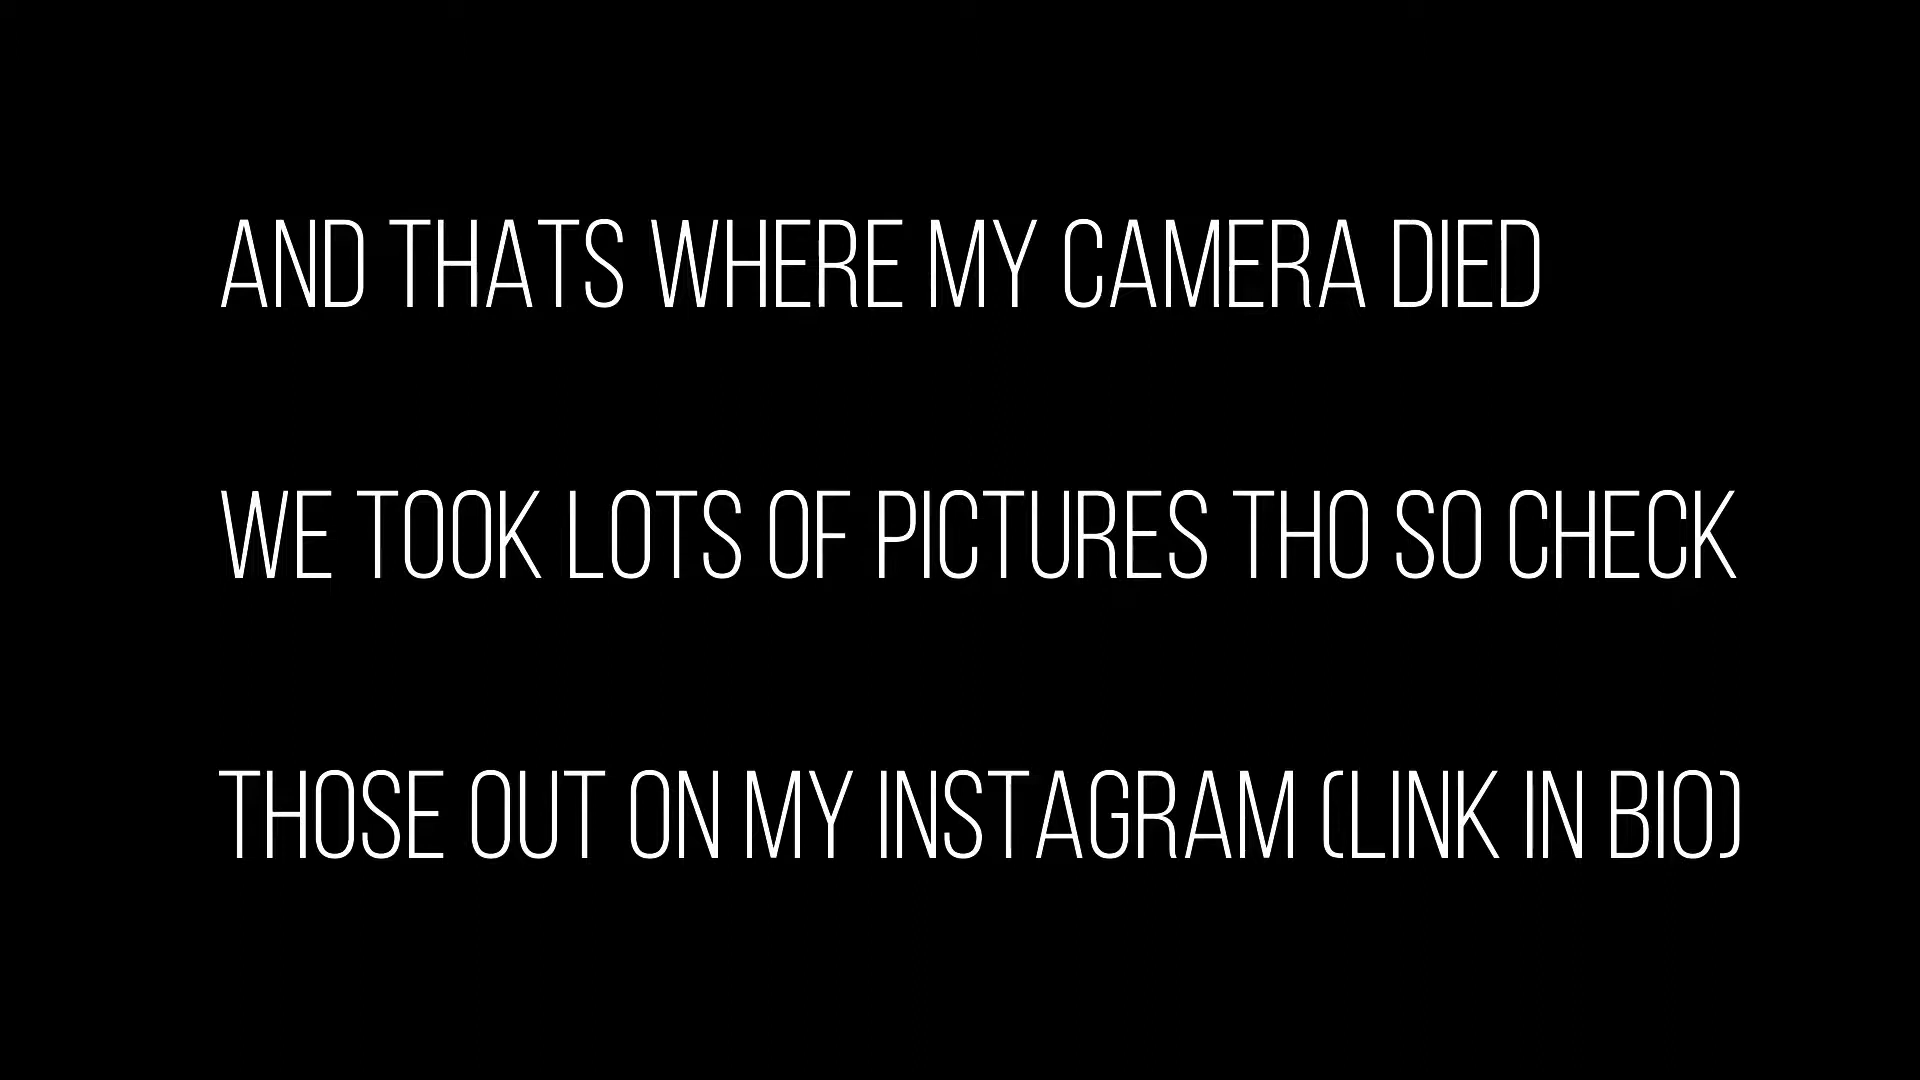 AND THATS WHERE MY CAMERA DIED
WE TOOK LOTS OF PICTURES THO SO CHECK
THOSE OUT ON MY INSTAGRAM (LINK IN BIO)